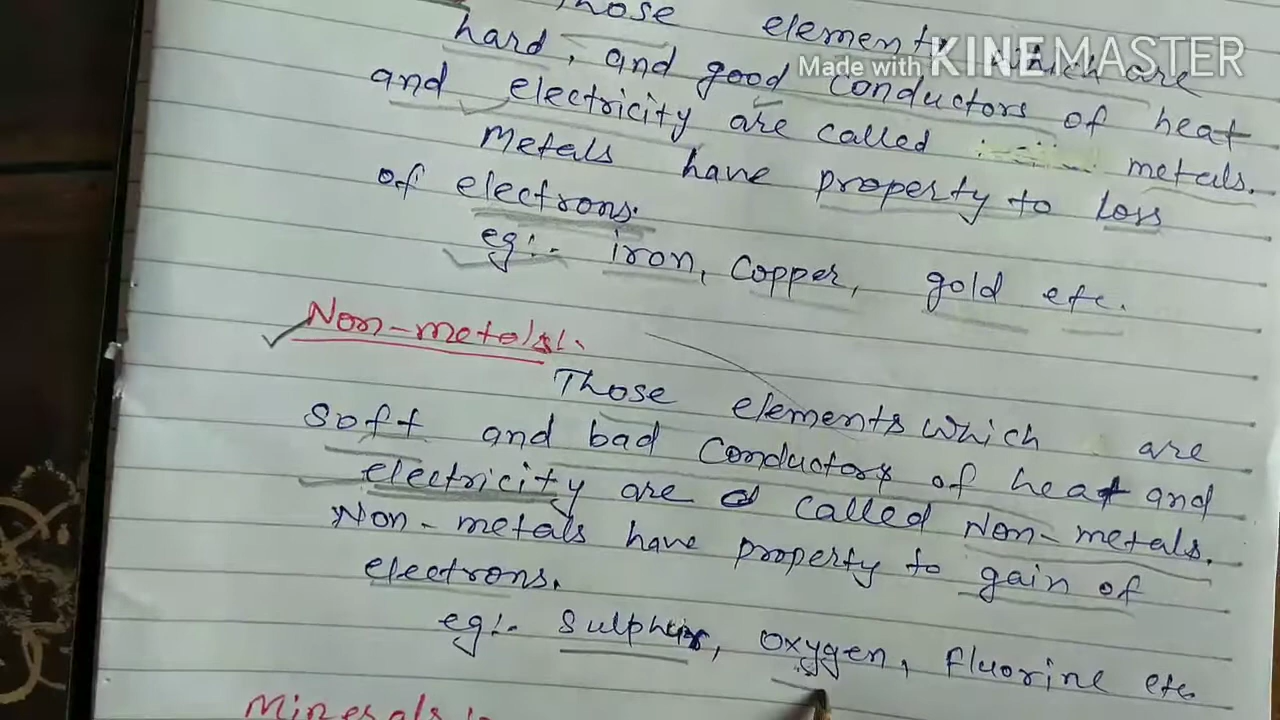 Those elements which are
hard, and good conductors of heat
and electricity are called metals.
Metals have property to Loss
of electrons.
eg:- iron, Copper, gold etc.
Non-metals:-
Those elements which are
soft and bad conductors of heat and
electricity are called Non-metals.
Non-metals have property to gain of
electrons.
eg:- Sulphur, oxygen, fluorine etc.
Minerals:-
Made with KINEMASTER